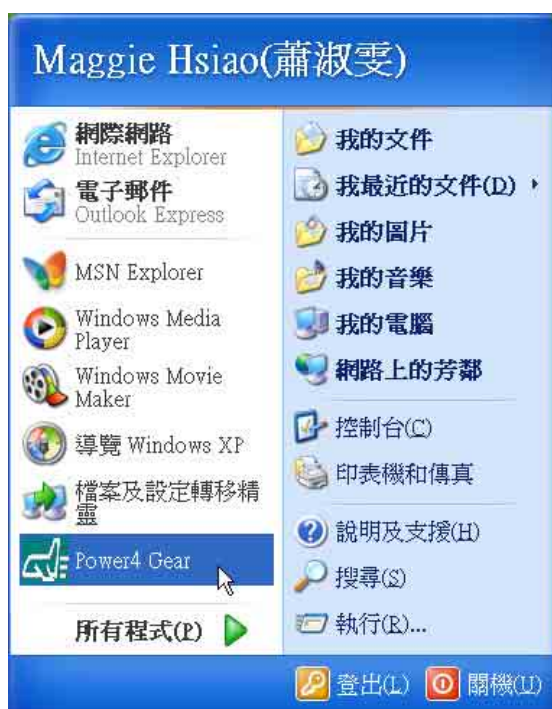 Maggie Hsiao(蕭淑雯)
網際網路
Internet Explorer
電子郵件
Outlook Express
MSN Explorer
Windows Media
Player
Windows Movie
Maker
導覽 Windows XP
檔案及設定轉移精
靈
Power4 Gear
所有程式(P)
我的文件
我最近的文件(D)
我的圖片
我的音樂
我的電腦
網路上的芳鄰
控制台(C)
印表機和傳真
說明及支援(H)
搜尋(S)
執行(R)...
登出(L)
關機(U)